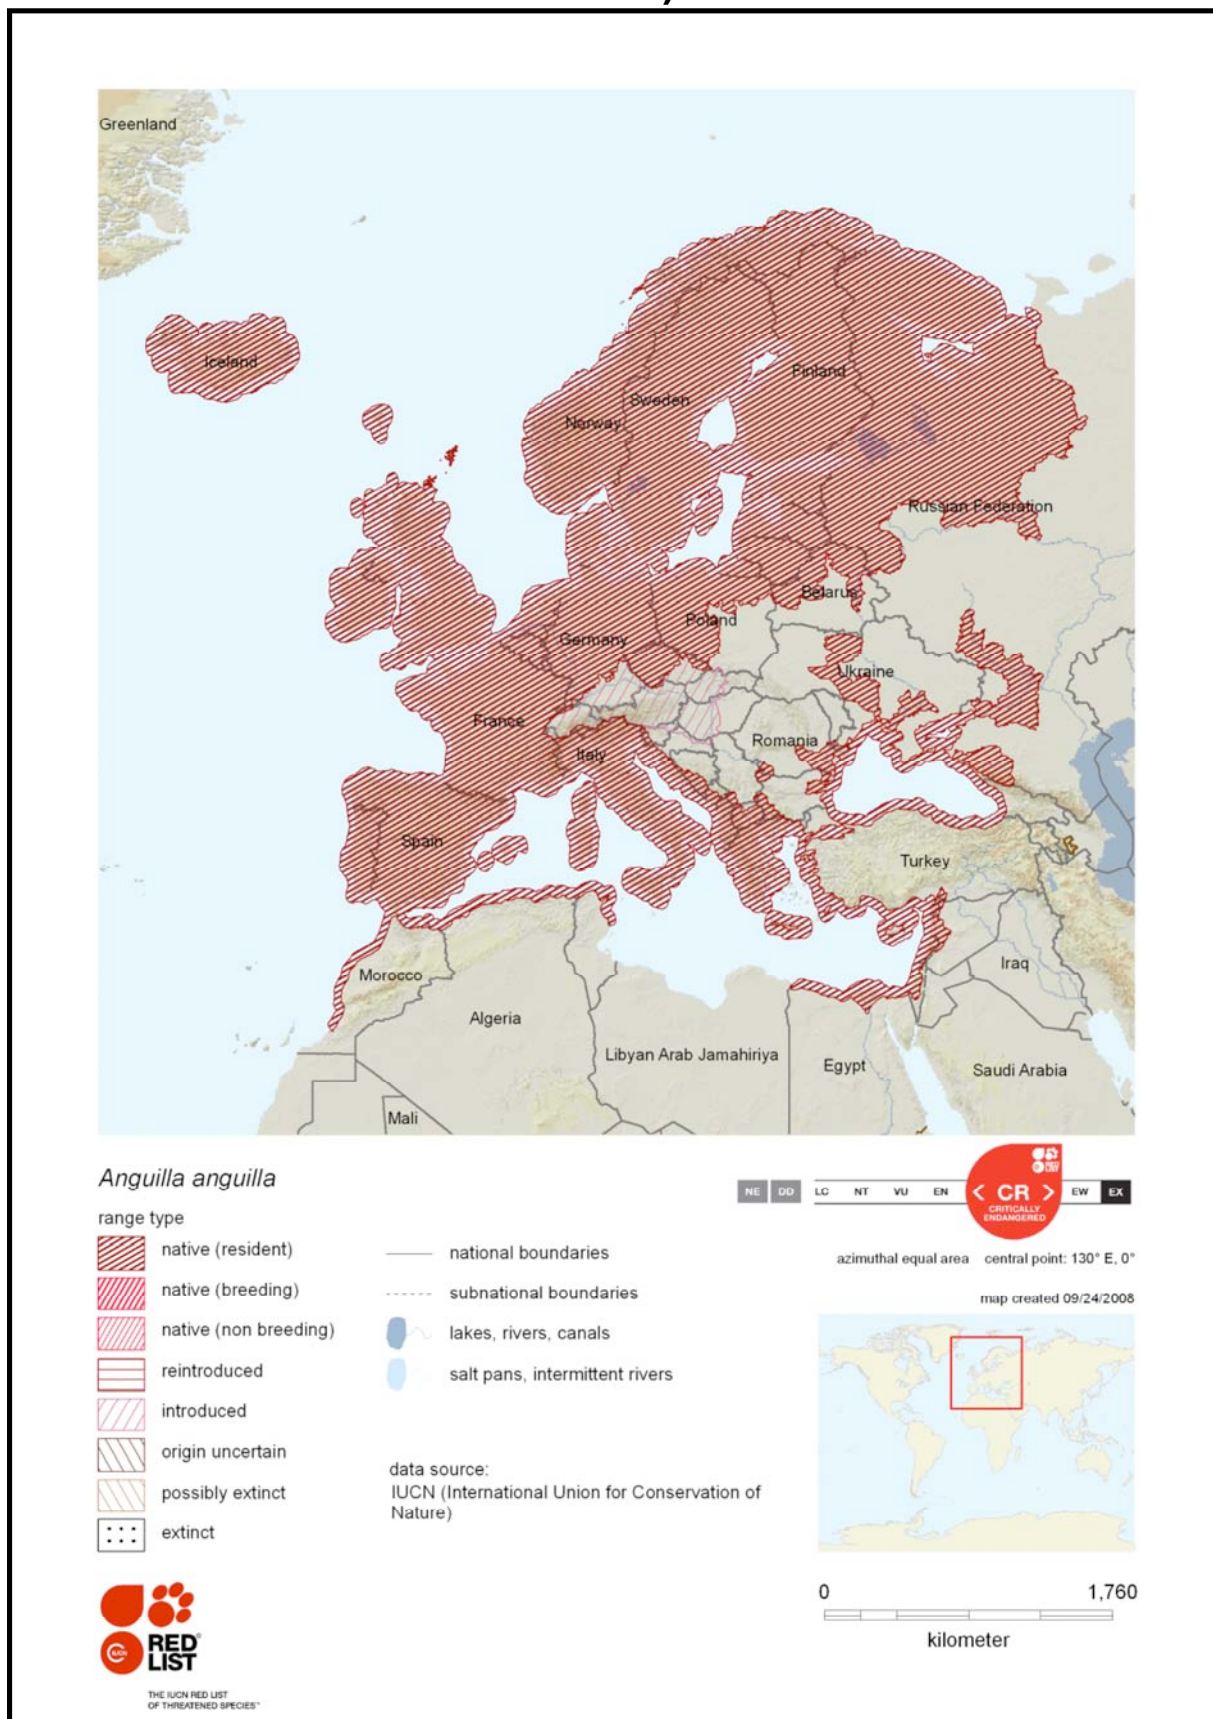 Greenland
Iceland
Finland
Sweden
Norway
Russian Federation
Belarus
Poland
Germany
Ukraine
France
Romania
Italy
Spain
Turkey
Morocco
Iraq
Algeria
Libyan Arab Jamahiriya
Egypt
Saudi Arabia
Mali
Anguilla anguilla
NE DD LC NT VU EN < CR > EW EX
CRITICALLY
ENDANGERED
RED
LIST
range type
native (resident)
native (breeding)
native (non breeding)
reintroduced
introduced
origin uncertain
possibly extinct
extinct
national boundaries
subnational boundaries
lakes, rivers, canals
salt pans, intermittent rivers
data source:
IUCN (International Union for Conservation of
Nature)
azimuthal equal area central point: 130° E, 0°
map created 09/24/2008
0 1,760
kilometer
IUCN
RED®
LIST
THE IUCN RED LIST
OF THREATENED SPECIES™